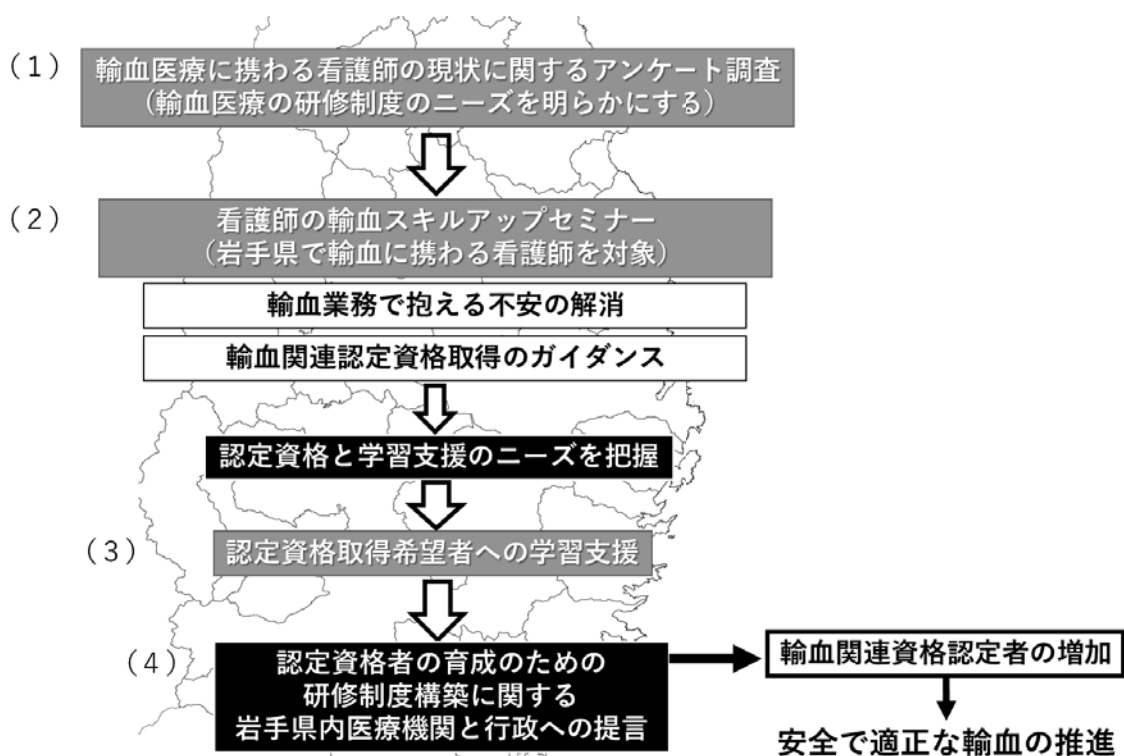 （1）
輸血医療に携わる看護師の現状に関するアンケート調査
（輸血医療の研修制度のニーズを明らかにする）
（2）
看護師の輸血スキルアップセミナー
（岩手県で輸血に携わる看護師を対象）
輸血業務で抱える不安の解消
輸血関連認定資格取得のガイダンス
認定資格と学習支援のニーズを把握
（3）
認定資格取得希望者への学習支援
（4）
認定資格者の育成のための
研修制度構築に関する
岩手県内医療機関と行政への提言
輸血関連資格認定者の増加
安全で適正な輸血の推進